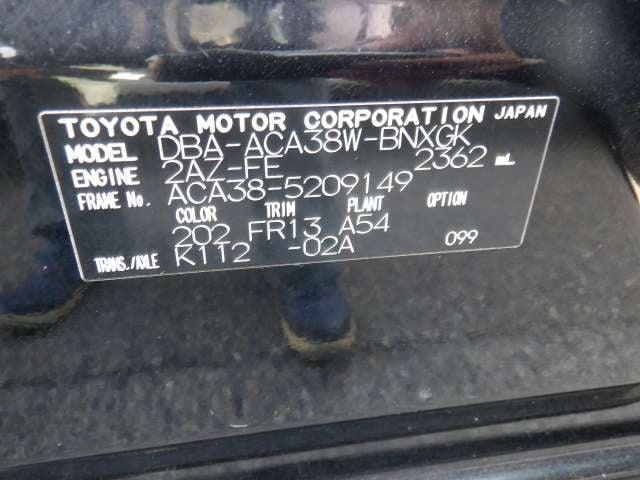 TOYOTA MOTOR CORPORATION JAPAN
MODEL DBA-ACA38W-BNXGK
ENGINE 2AZ-FE 2362 mL
FRAME No. ACA38-5209149
COLOR TRIM PLANT OPTION
202 FR13 A54
TRANS./AXLE K112 -02A 099